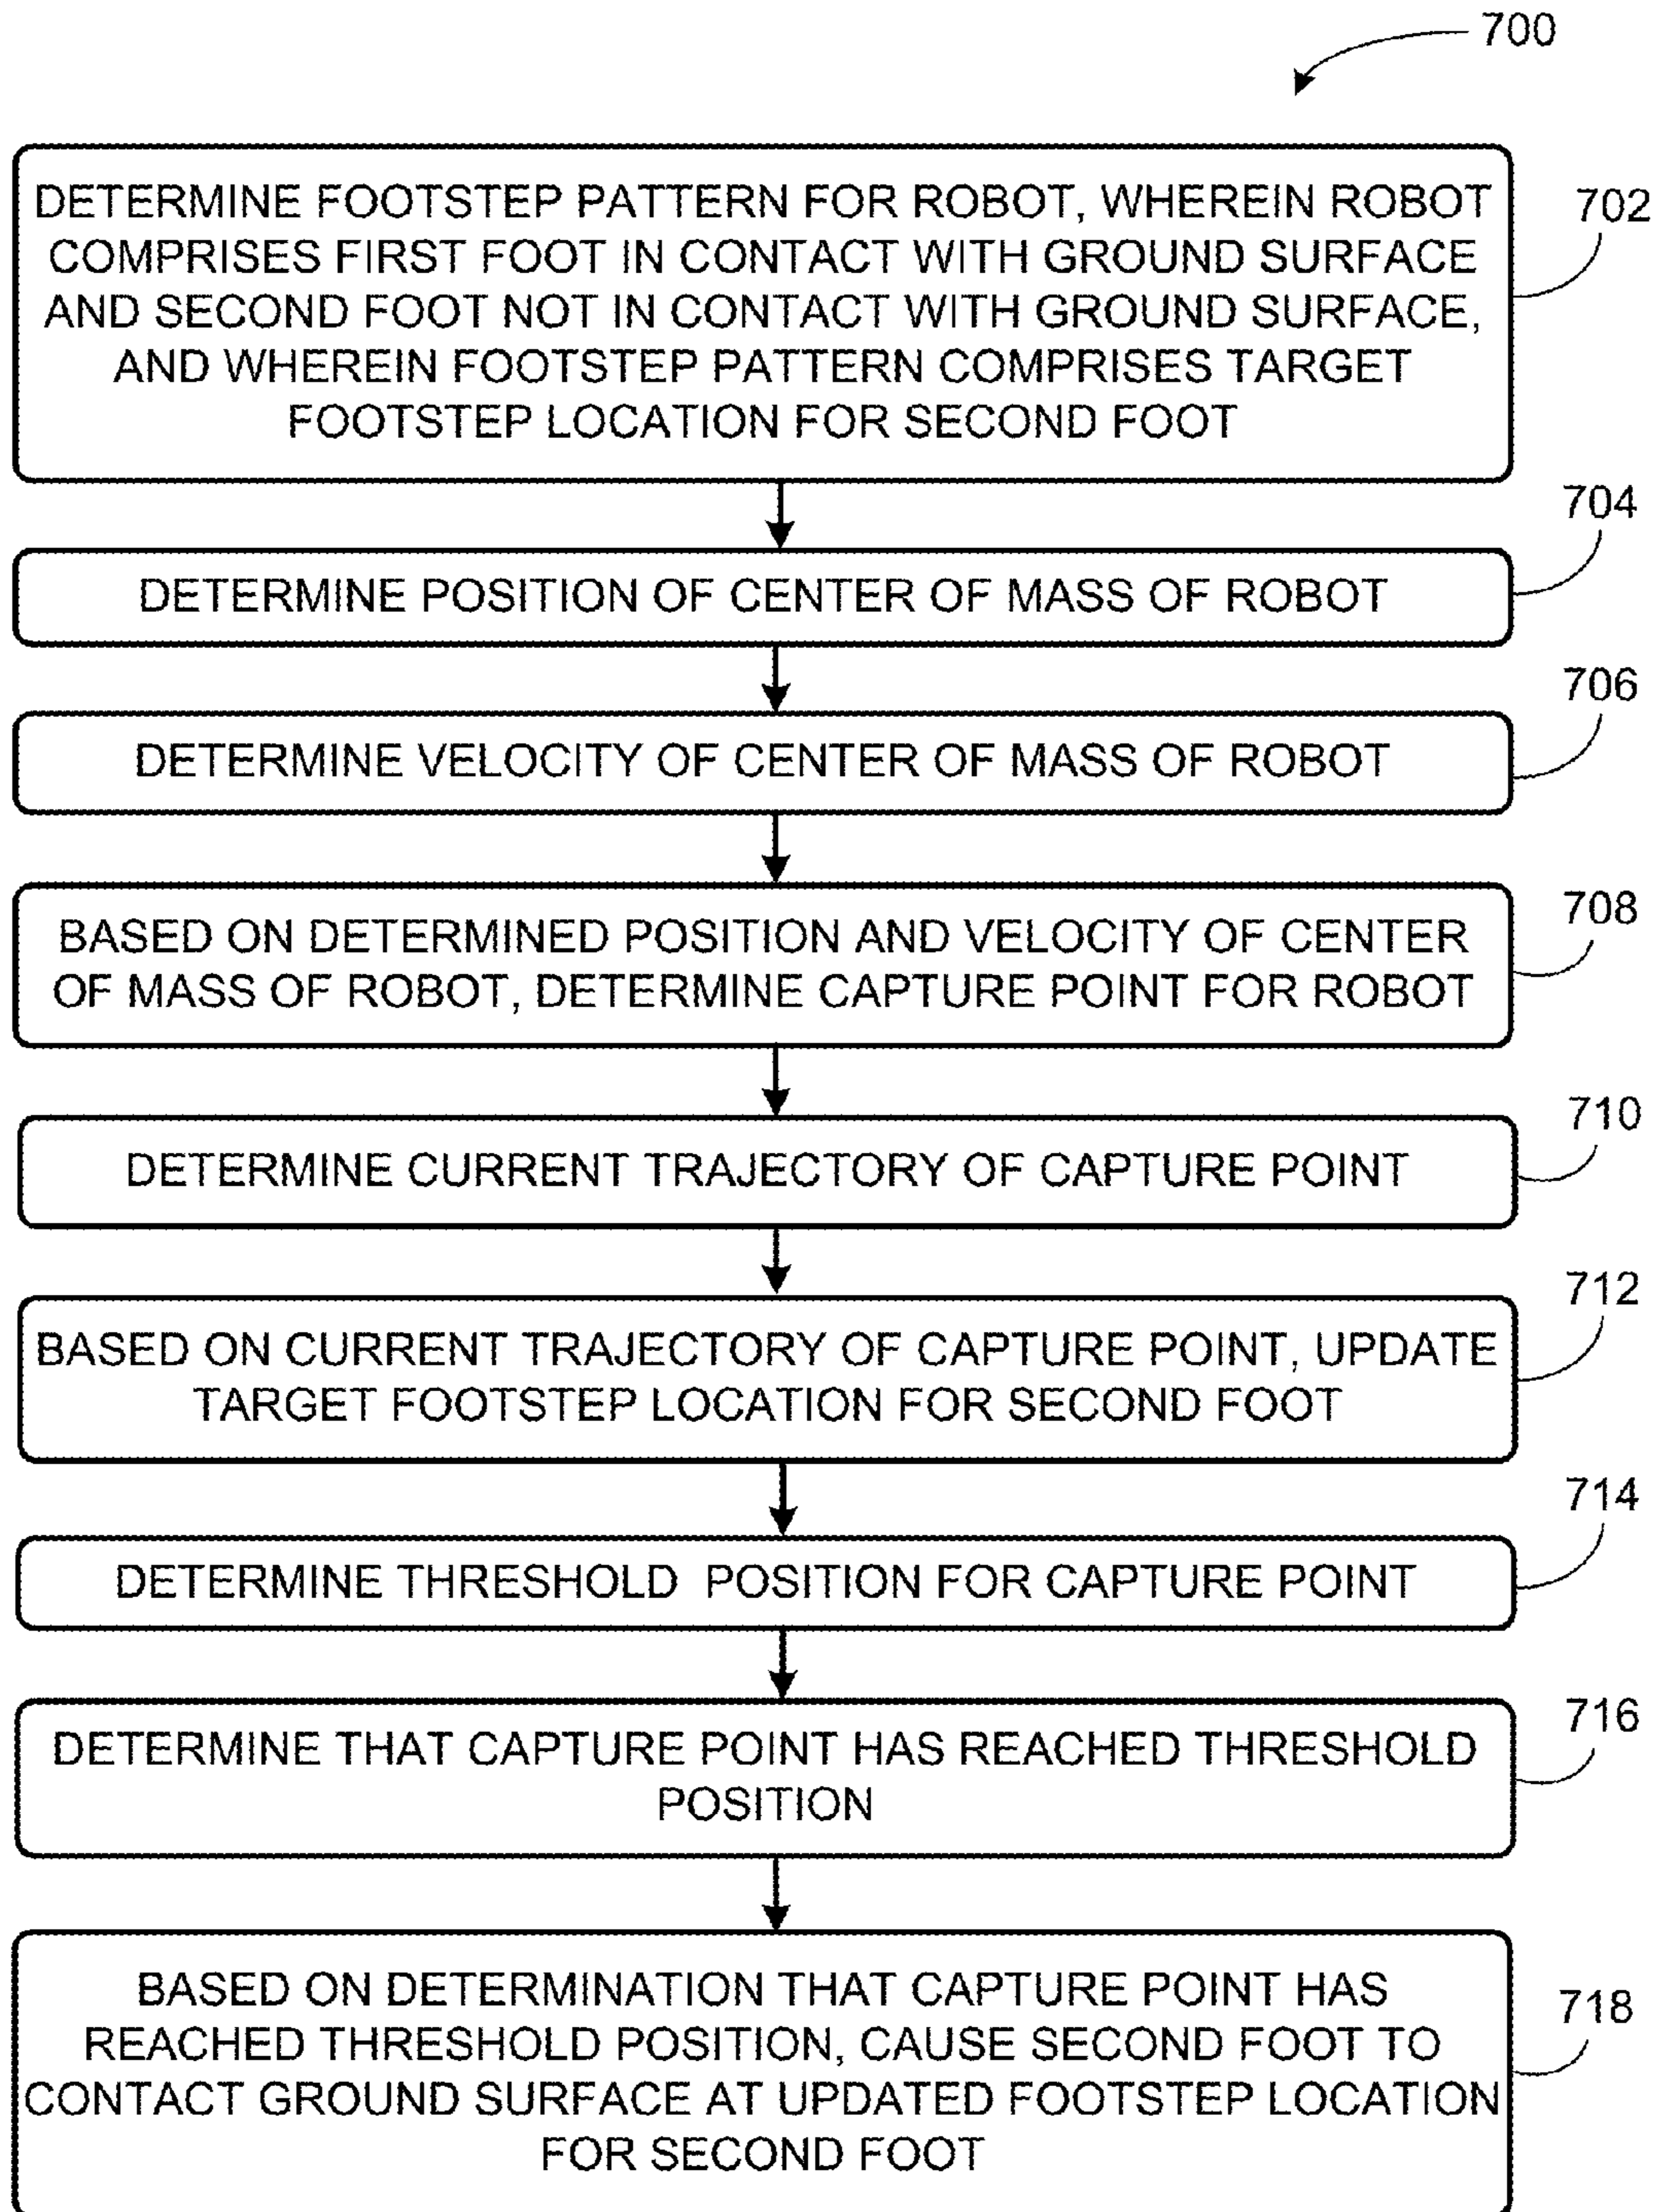 700
DETERMINE FOOTSTEP PATTERN FOR ROBOT, WHEREIN ROBOT
COMPRISES FIRST FOOT IN CONTACT WITH GROUND SURFACE
AND SECOND FOOT NOT IN CONTACT WITH GROUND SURFACE,
AND WHEREIN FOOTSTEP PATTERN COMPRISES TARGET
FOOTSTEP LOCATION FOR SECOND FOOT
702
704
DETERMINE POSITION OF CENTER OF MASS OF ROBOT
706
DETERMINE VELOCITY OF CENTER OF MASS OF ROBOT
708
BASED ON DETERMINED POSITION AND VELOCITY OF CENTER
OF MASS OF ROBOT, DETERMINE CAPTURE POINT FOR ROBOT
710
DETERMINE CURRENT TRAJECTORY OF CAPTURE POINT
712
BASED ON CURRENT TRAJECTORY OF CAPTURE POINT, UPDATE
TARGET FOOTSTEP LOCATION FOR SECOND FOOT
714
DETERMINE THRESHOLD POSITION FOR CAPTURE POINT
716
DETERMINE THAT CAPTURE POINT HAS REACHED THRESHOLD
POSITION
BASED ON DETERMINATION THAT CAPTURE POINT HAS
REACHED THRESHOLD POSITION, CAUSE SECOND FOOT TO
CONTACT GROUND SURFACE AT UPDATED FOOTSTEP LOCATION
FOR SECOND FOOT
718